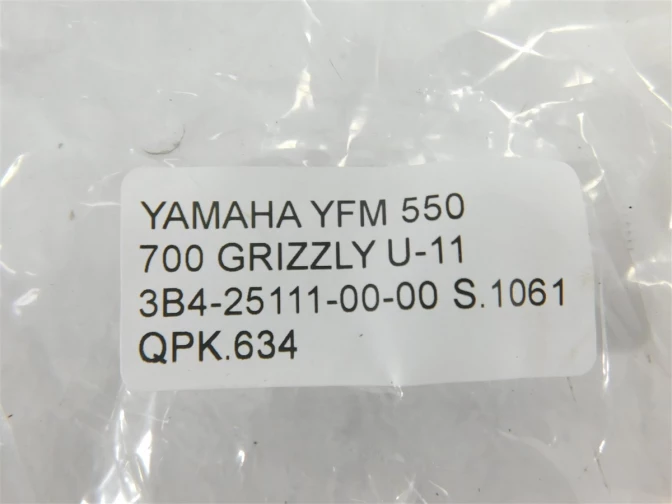 YAMAHA YFM 550
700 GRIZZLY U-11
3B4-25111-00-00 S.1061
QPK.634